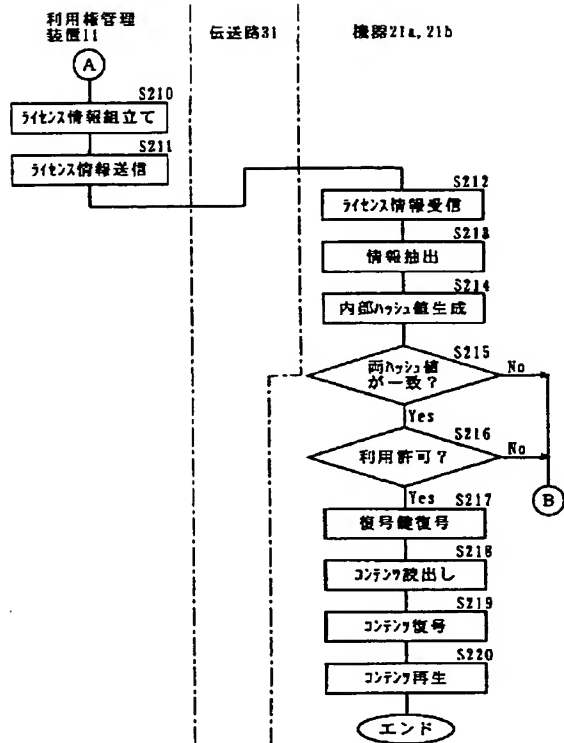 利用権管理
装置11
伝送路31
機器21a, 21b
A
S210
ライセンス情報組立て
S211
ライセンス情報送信
S212
ライセンス情報受信
S213
情報抽出
S214
内部ハッシュ値生成
S215
両ハッシュ値
が一致?
No
Yes
S216
利用許可?
No
B
Yes
S217
復号鍵復号
S218
コンテンツ読出し
S219
コンテンツ復号
S220
コンテンツ再生
エンド